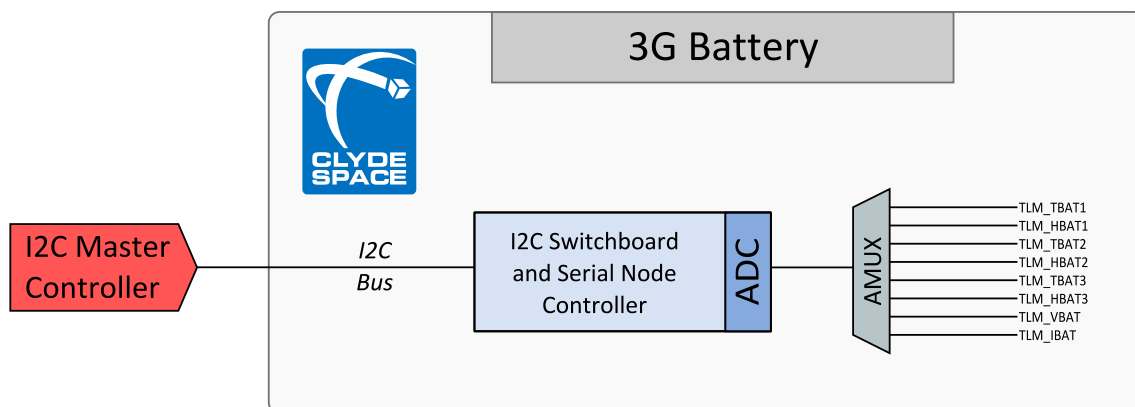 3G Battery
CLYDE
SPACE
I2C Master
Controller
I2C
Bus
I2C Switchboard
and Serial Node
Controller
ADC
AMUX
TLM_TBAT1
TLM_HBAT1
TLM_TBAT2
TLM_HBAT2
TLM_TBAT3
TLM_HBAT3
TLM_VBAT
TLM_IBAT